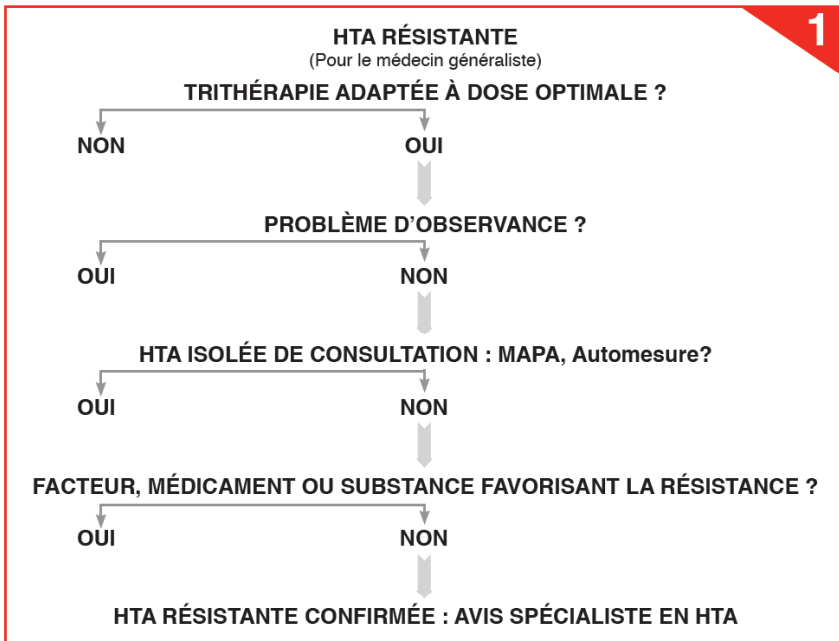 1
HTA RÉSISTANTE
(Pour le médecin généraliste)
TRITHÉRAPIE ADAPTÉE À DOSE OPTIMALE ?
NON OUI
PROBLÈME D’OBSERVANCE ?
OUI NON
HTA ISOLÉE DE CONSULTATION : MAPA, Automesure?
OUI NON
FACTEUR, MÉDICAMENT OU SUBSTANCE FAVORISANT LA RÉSISTANCE ?
OUI NON
HTA RÉSISTANTE CONFIRMÉE : AVIS SPÉCIALISTE EN HTA